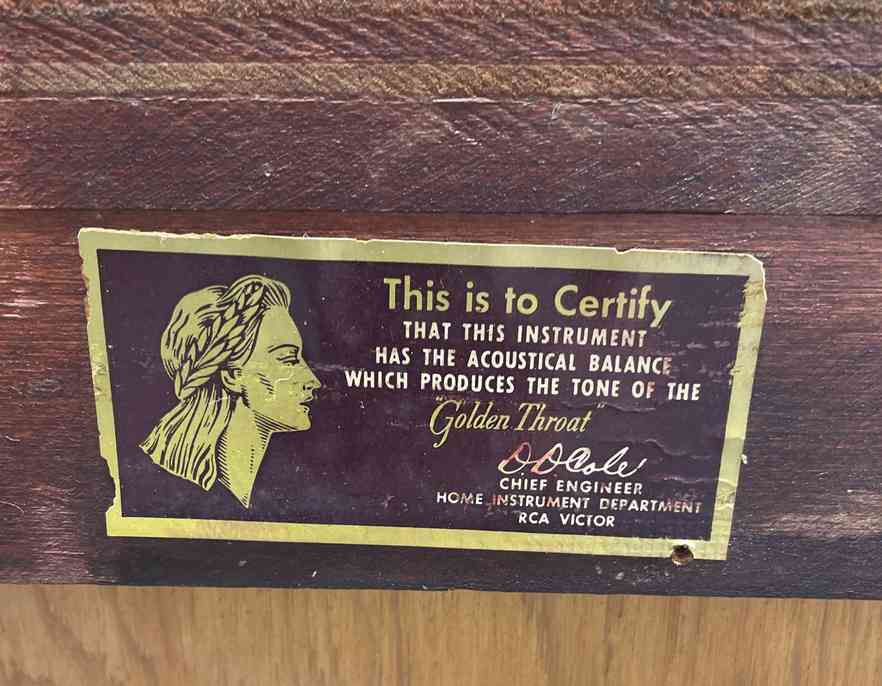 This is to Certify
THAT THIS INSTRUMENT
HAS THE ACOUSTICAL BALANCE
WHICH PRODUCES THE TONE OF THE
"Golden Throat"
D D Cole
CHIEF ENGINEER
HOME INSTRUMENT DEPARTMENT
RCA VICTOR